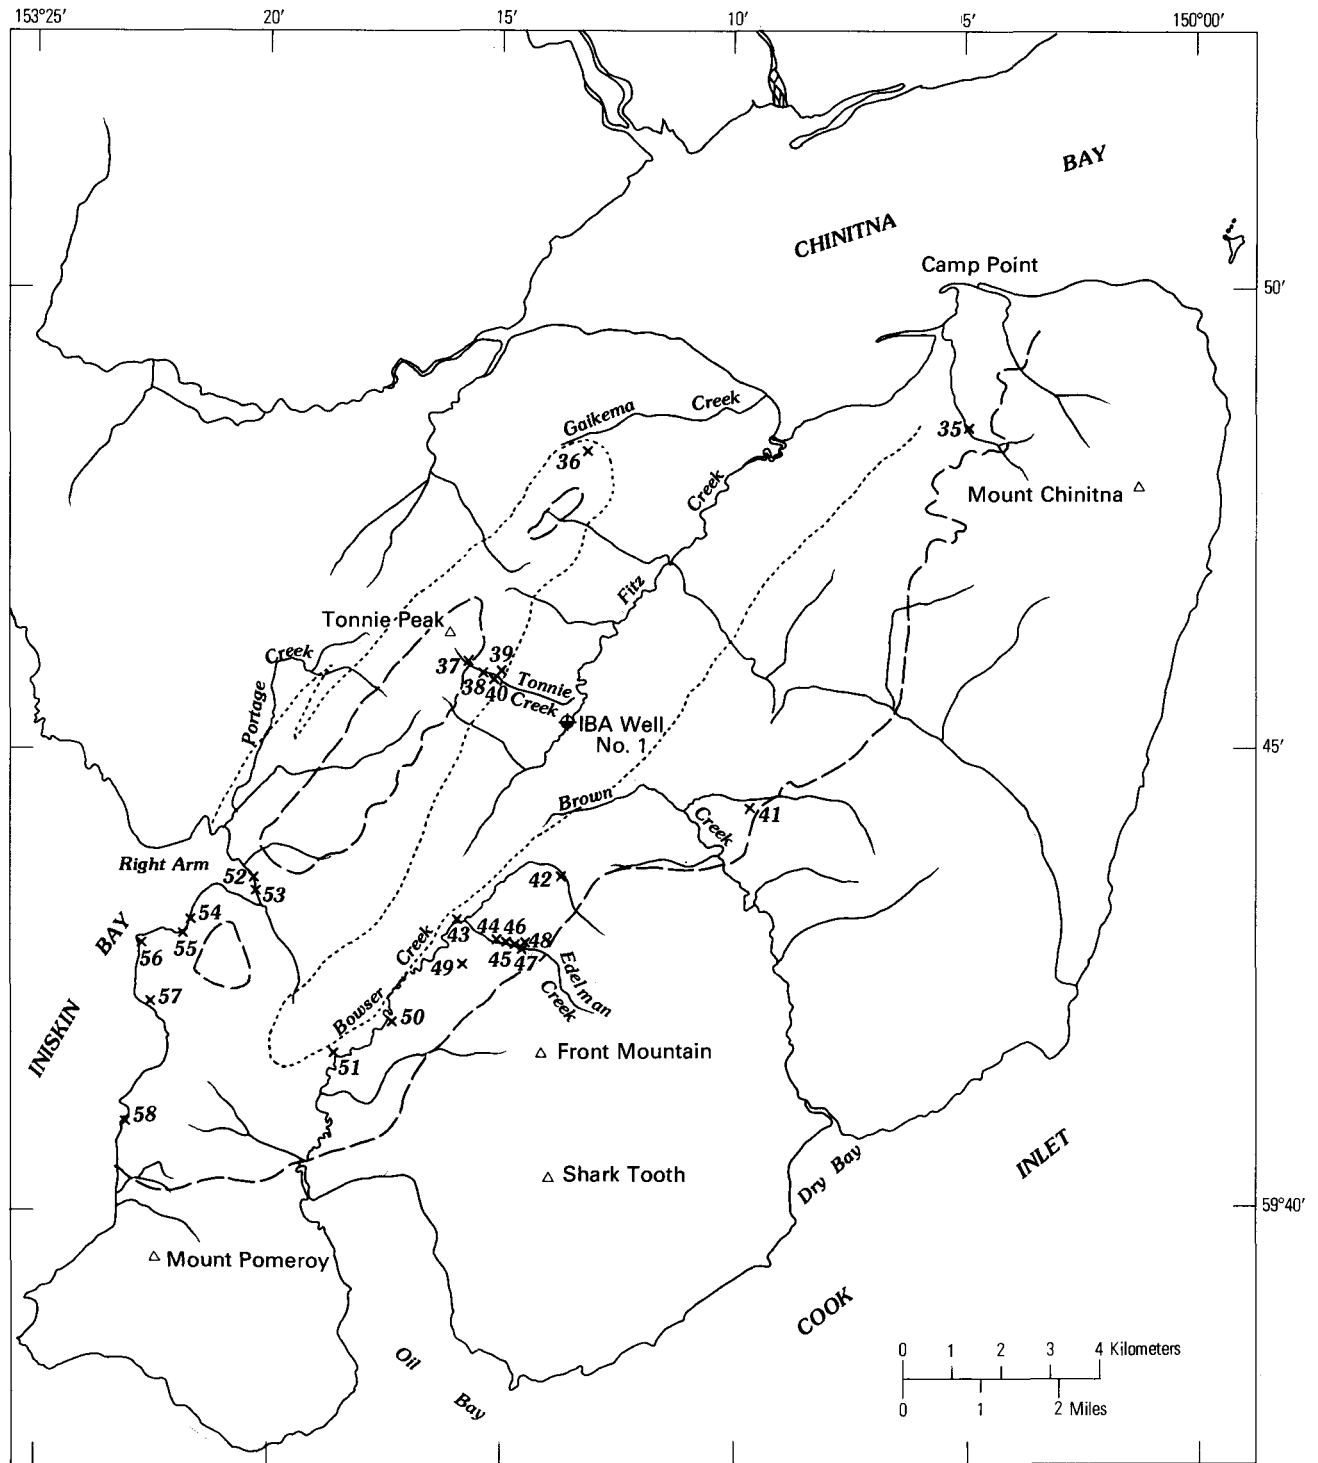 153°25′ 20′ 15′ 10′ 5′ 150°00′
BAY
CHINITNA
Camp Point
50′
Gaikema Creek
35
36
Creek
Mount Chinitna
Fitz
Tonnie Peak
Creek
39
37
Tonnie
38 40
Creek
Portage
IBA Well
No. 1
45′
Brown
Creek
41
Right Arm
52
42
53
54
BAY
44 46
43
48
55
Creek
45 47
56
49
Edelman
Creek
57
Bowser
50
INISKIN
Front Mountain
51
58
INLET
Dry Bay
Shark Tooth
59°40′
Mount Pomeroy
COOK
Oil
Bay
0 1 2 3 4 Kilometers
0 1 2 Miles